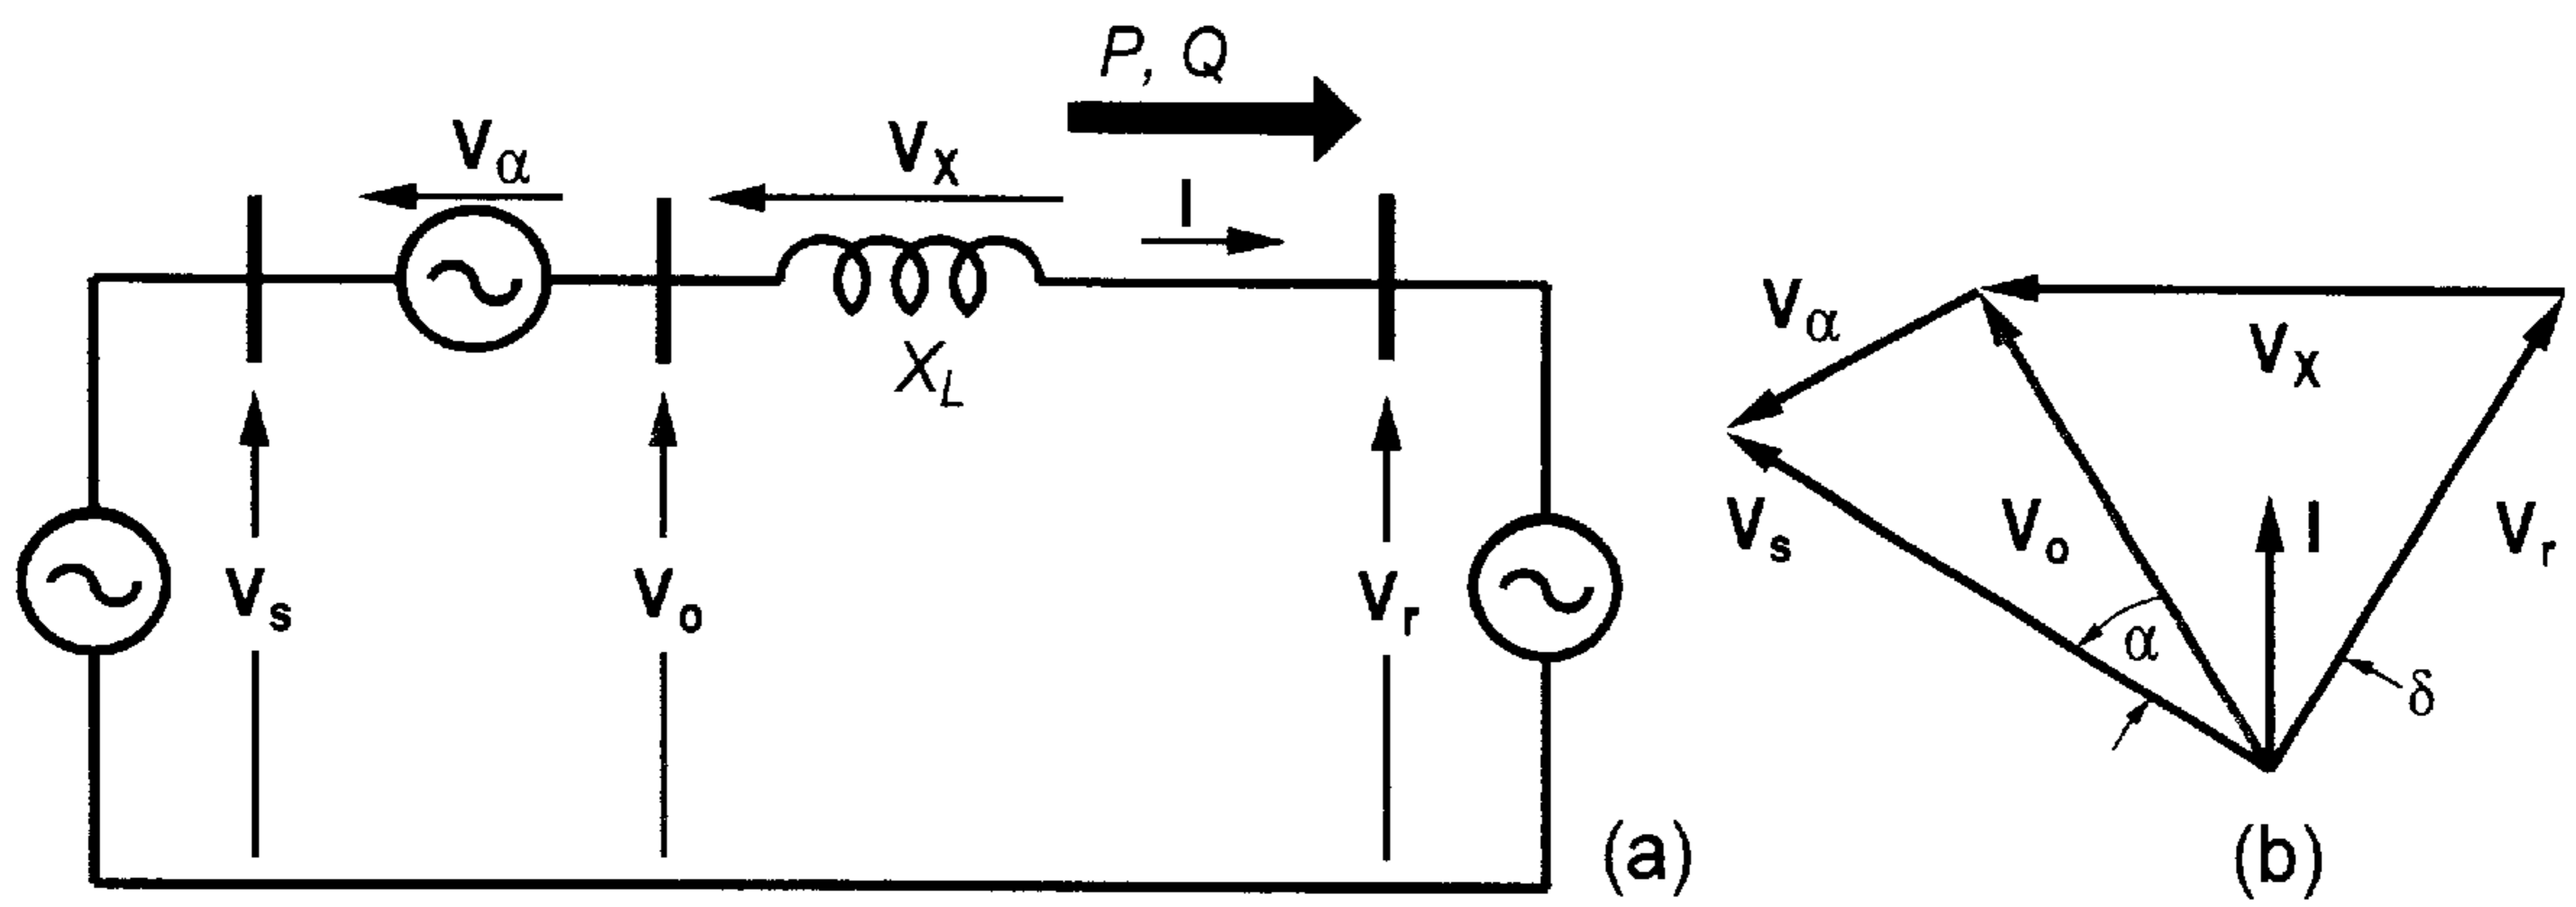 P, Q
Vα
VX
I
XL
Vs
Vo
Vr
(a)
Vα
VX
Vs
Vo
I
Vr
α
δ
(b)